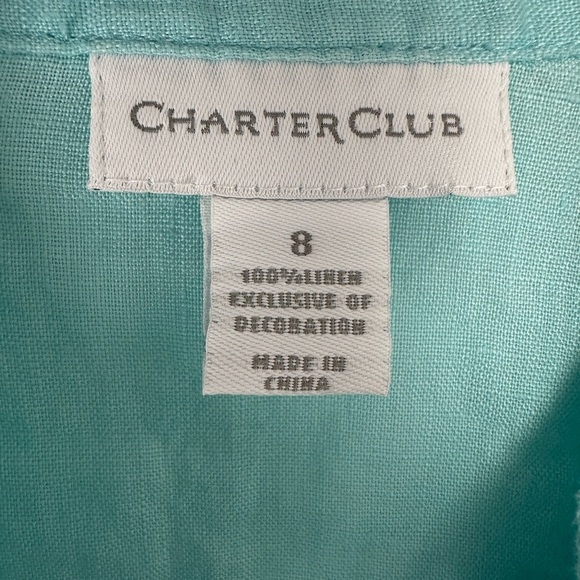 CHARTER CLUB
8
100% LINEN
EXCLUSIVE OF
DECORATION
MADE IN
CHINA